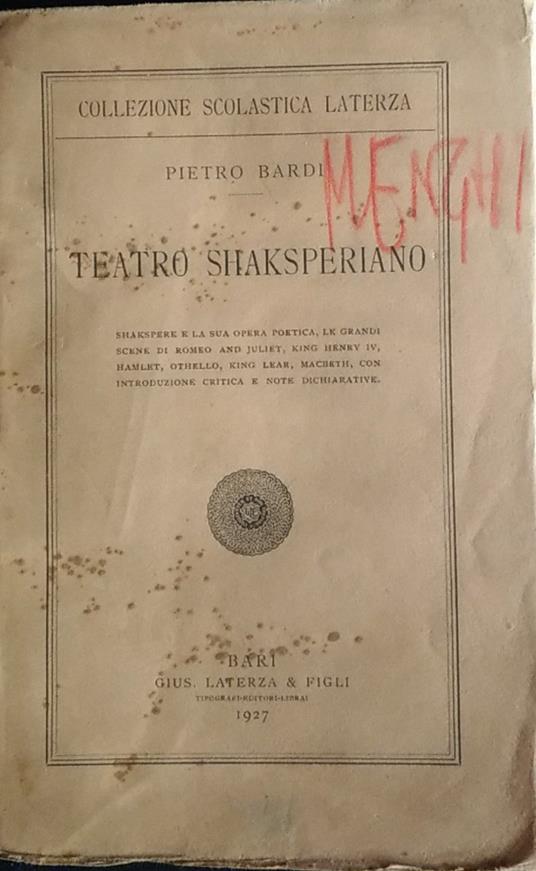 COLLEZIONE SCOLASTICA LATERZA
PIETRO BARDI
MENGHI
TEATRO SHAKSPERIANO
SHAKSPERE E LA SUA OPERA POETICA, LE GRANDI
SCENE DI ROMEO AND JULIET, KING HENRY IV,
HAMLET, OTHELLO, KING LEAR, MACBETH, CON
INTRODUZIONE CRITICA E NOTE DICHIARATIVE.
BARI
GIUS. LATERZA & FIGLI
TIPOGRAFI-EDITORI-LIBRAI
1927